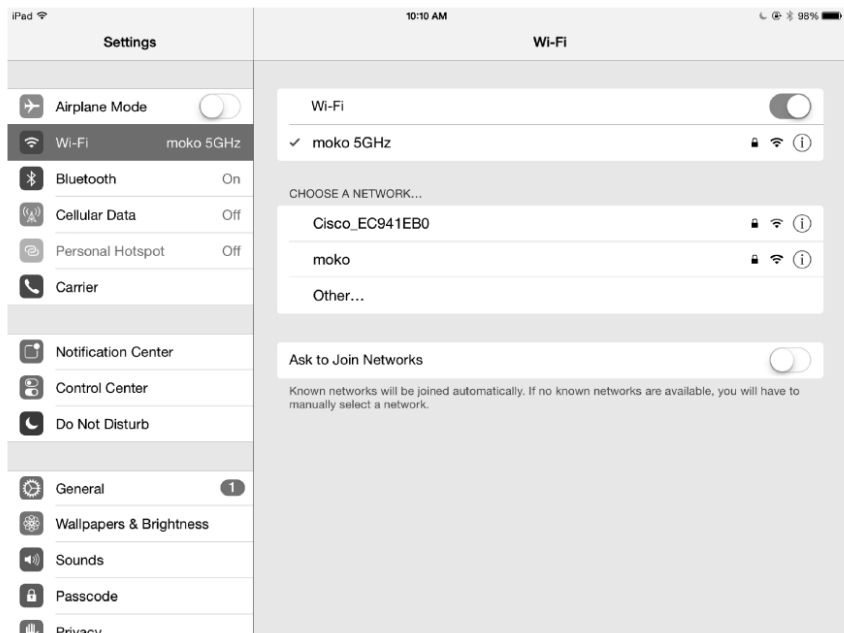 iPad
10:10 AM
98%
Settings
Wi-Fi
Airplane Mode
Wi-Fi moko 5GHz
Bluetooth On
Cellular Data Off
Personal Hotspot Off
Carrier
Notification Center
Control Center
Do Not Disturb
General 1
Wallpapers & Brightness
Sounds
Passcode
Privacy
Wi-Fi
moko 5GHz
CHOOSE A NETWORK...
Cisco_EC941EB0
moko
Other...
Ask to Join Networks
Known networks will be joined automatically. If no known networks are available, you will have to
manually select a network.